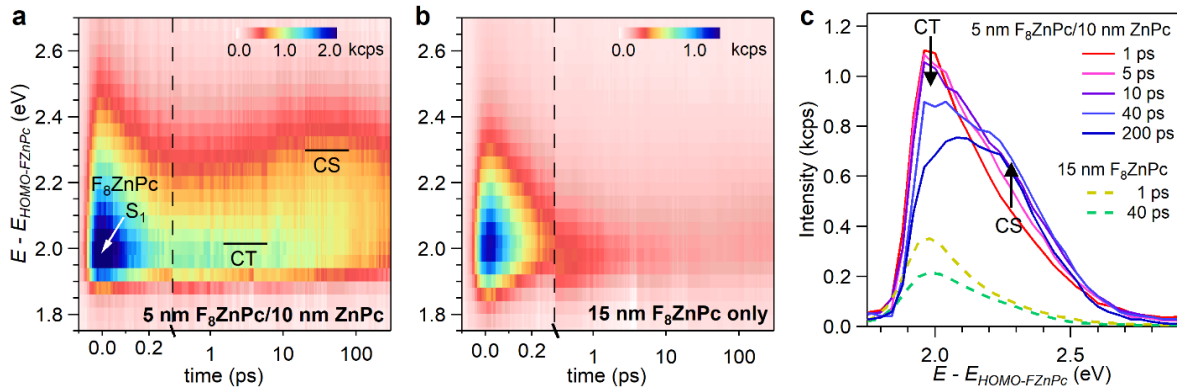 a
0.0 1.0 2.0 kcps
2.6
2.4
2.2
2.0
1.8
E - E_HOMO-FZnPc (eV)
F₈ZnPc
S₁
CT
CS
5 nm F₈ZnPc/10 nm ZnPc
0.0 0.2 1 10 100
time (ps)
b
0.0 1.0 kcps
2.6
2.4
2.2
2.0
1.8
15 nm F₈ZnPc only
0.0 0.2 1 10 100
time (ps)
c
1.2
1.0
0.8
0.6
0.4
0.2
0.0
Intensity (kcps)
CT
CS
5 nm F₈ZnPc/10 nm ZnPc
1 ps
5 ps
10 ps
40 ps
200 ps
15 nm F₈ZnPc
1 ps
40 ps
2.0 2.5
E - E_HOMO-FZnPc (eV)